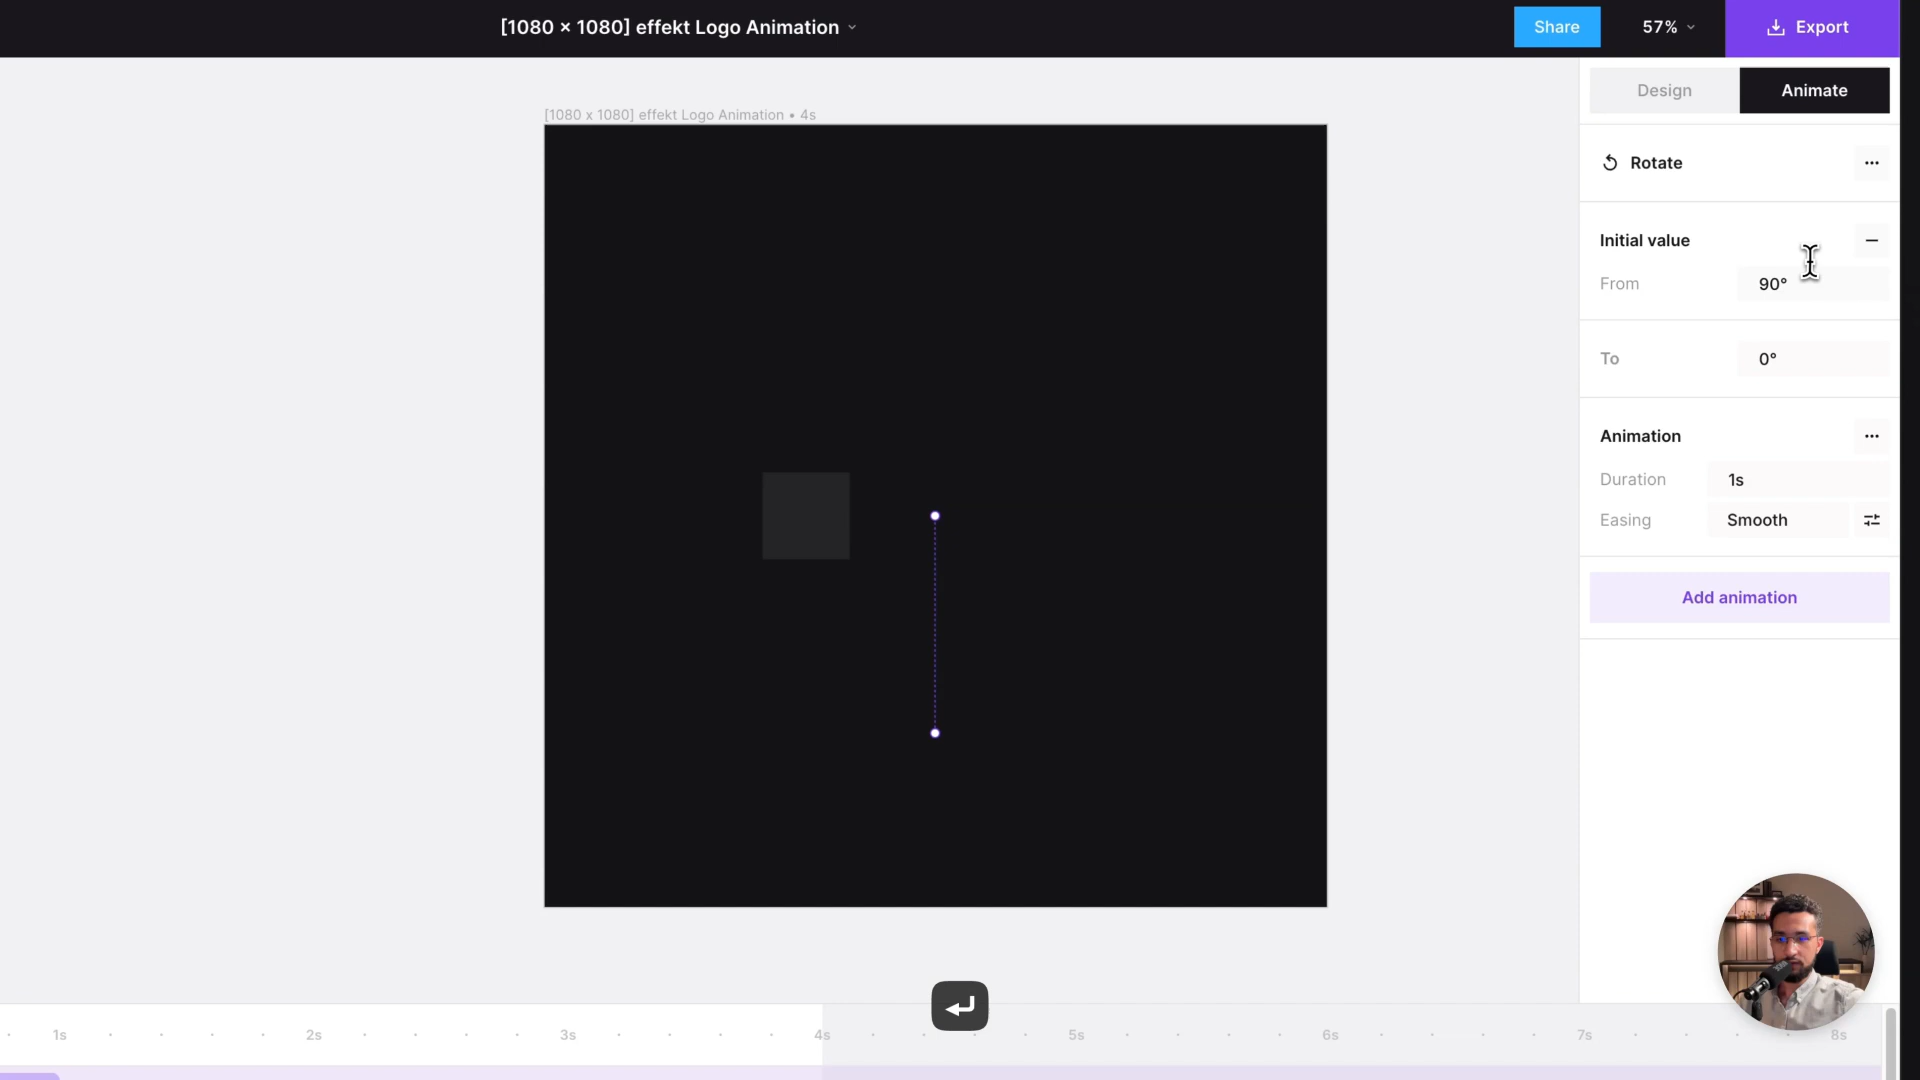 [1080 × 1080] effekt Logo Animation
Share
57%
Export
[1080 x 1080] effekt Logo Animation • 4s
Design
Animate
Rotate
Initial value
From
90°
To
0°
Animation
Duration
1s
Easing
Smooth
Add animation
1s
2s
3s
4s
5s
6s
7s
8s